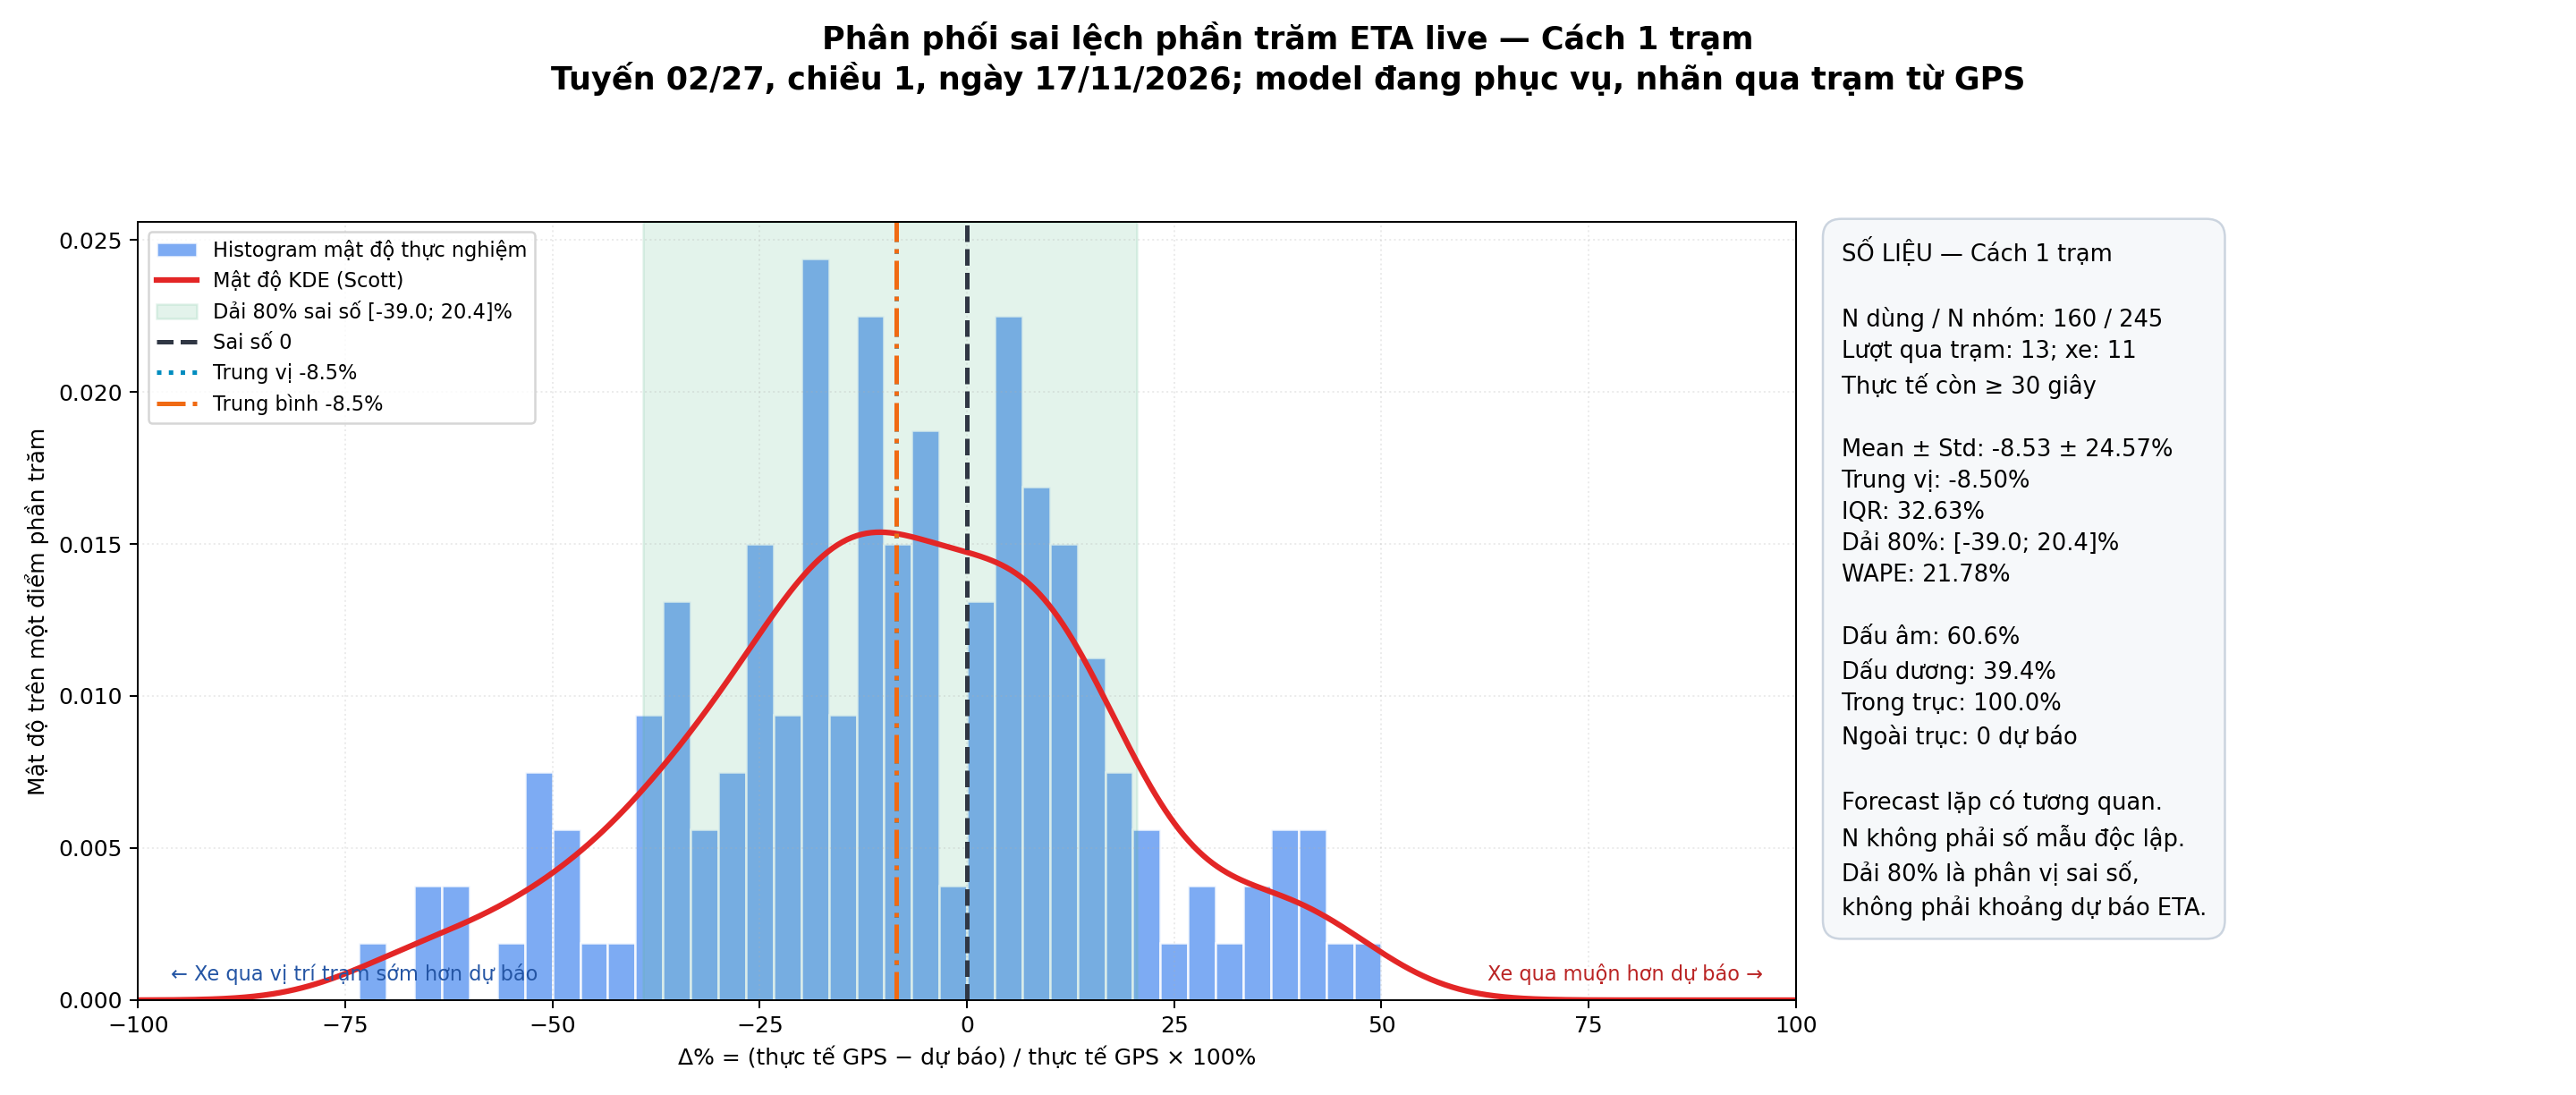 Phân phối sai lệch phần trăm ETA live — Cách 1 trạm
Tuyến 02/27, chiều 1, ngày 17/11/2026; model đang phục vụ, nhãn qua trạm từ GPS
Mật độ trên một điểm phần trăm
0.025
0.020
0.015
0.010
0.005
0.000
Histogram mật độ thực nghiệm
Mật độ KDE (Scott)
Dải 80% sai số [-39.0; 20.4]%
Sai số 0
Trung vị -8.5%
Trung bình -8.5%
← Xe qua vị trí trạm sớm hơn dự báo
Xe qua muộn hơn dự báo →
−100
−75
−50
−25
0
25
50
75
100
Δ% = (thực tế GPS − dự báo) / thực tế GPS × 100%
SỐ LIỆU — Cách 1 trạm
N dùng / N nhóm: 160 / 245
Lượt qua trạm: 13; xe: 11
Thực tế còn ≥ 30 giây
Mean ± Std: -8.53 ± 24.57%
Trung vị: -8.50%
IQR: 32.63%
Dải 80%: [-39.0; 20.4]%
WAPE: 21.78%
Dấu âm: 60.6%
Dấu dương: 39.4%
Trong trục: 100.0%
Ngoài trục: 0 dự báo
Forecast lặp có tương quan.
N không phải số mẫu độc lập.
Dải 80% là phân vị sai số,
không phải khoảng dự báo ETA.